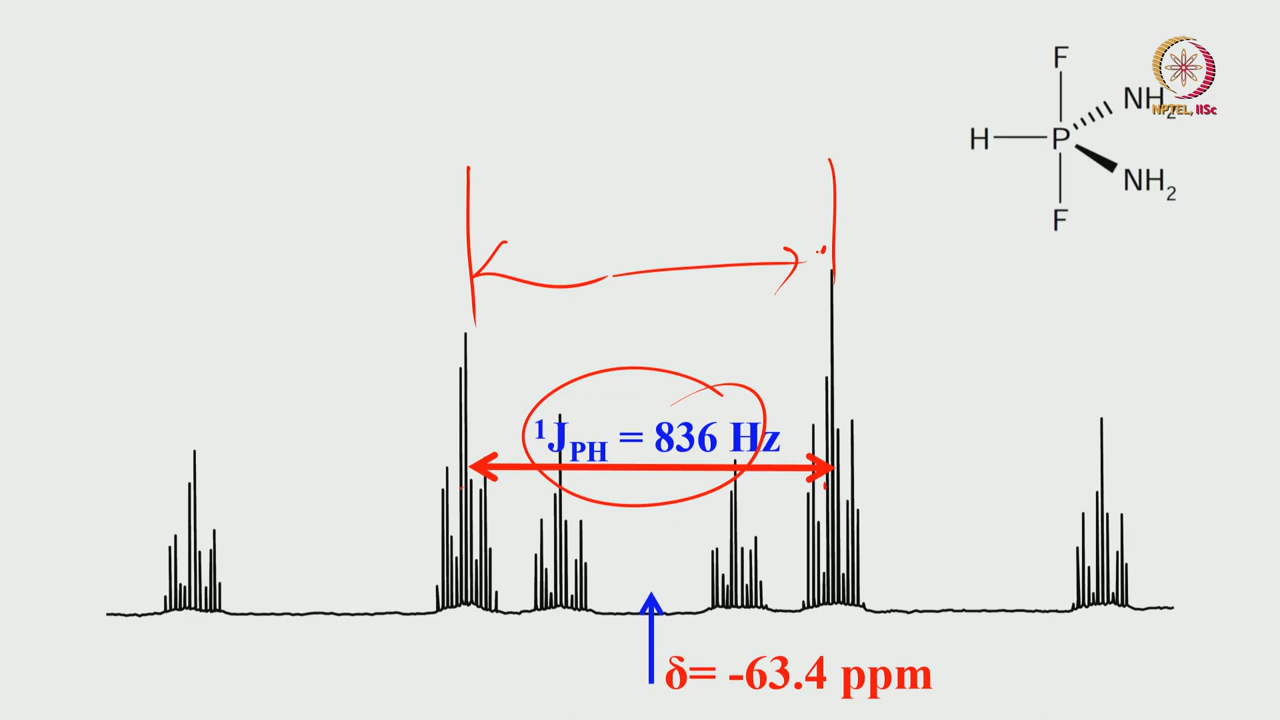 F
NH2
NPTEL, IISc
H P
NH2
F
1JPH = 836 Hz
δ= -63.4 ppm